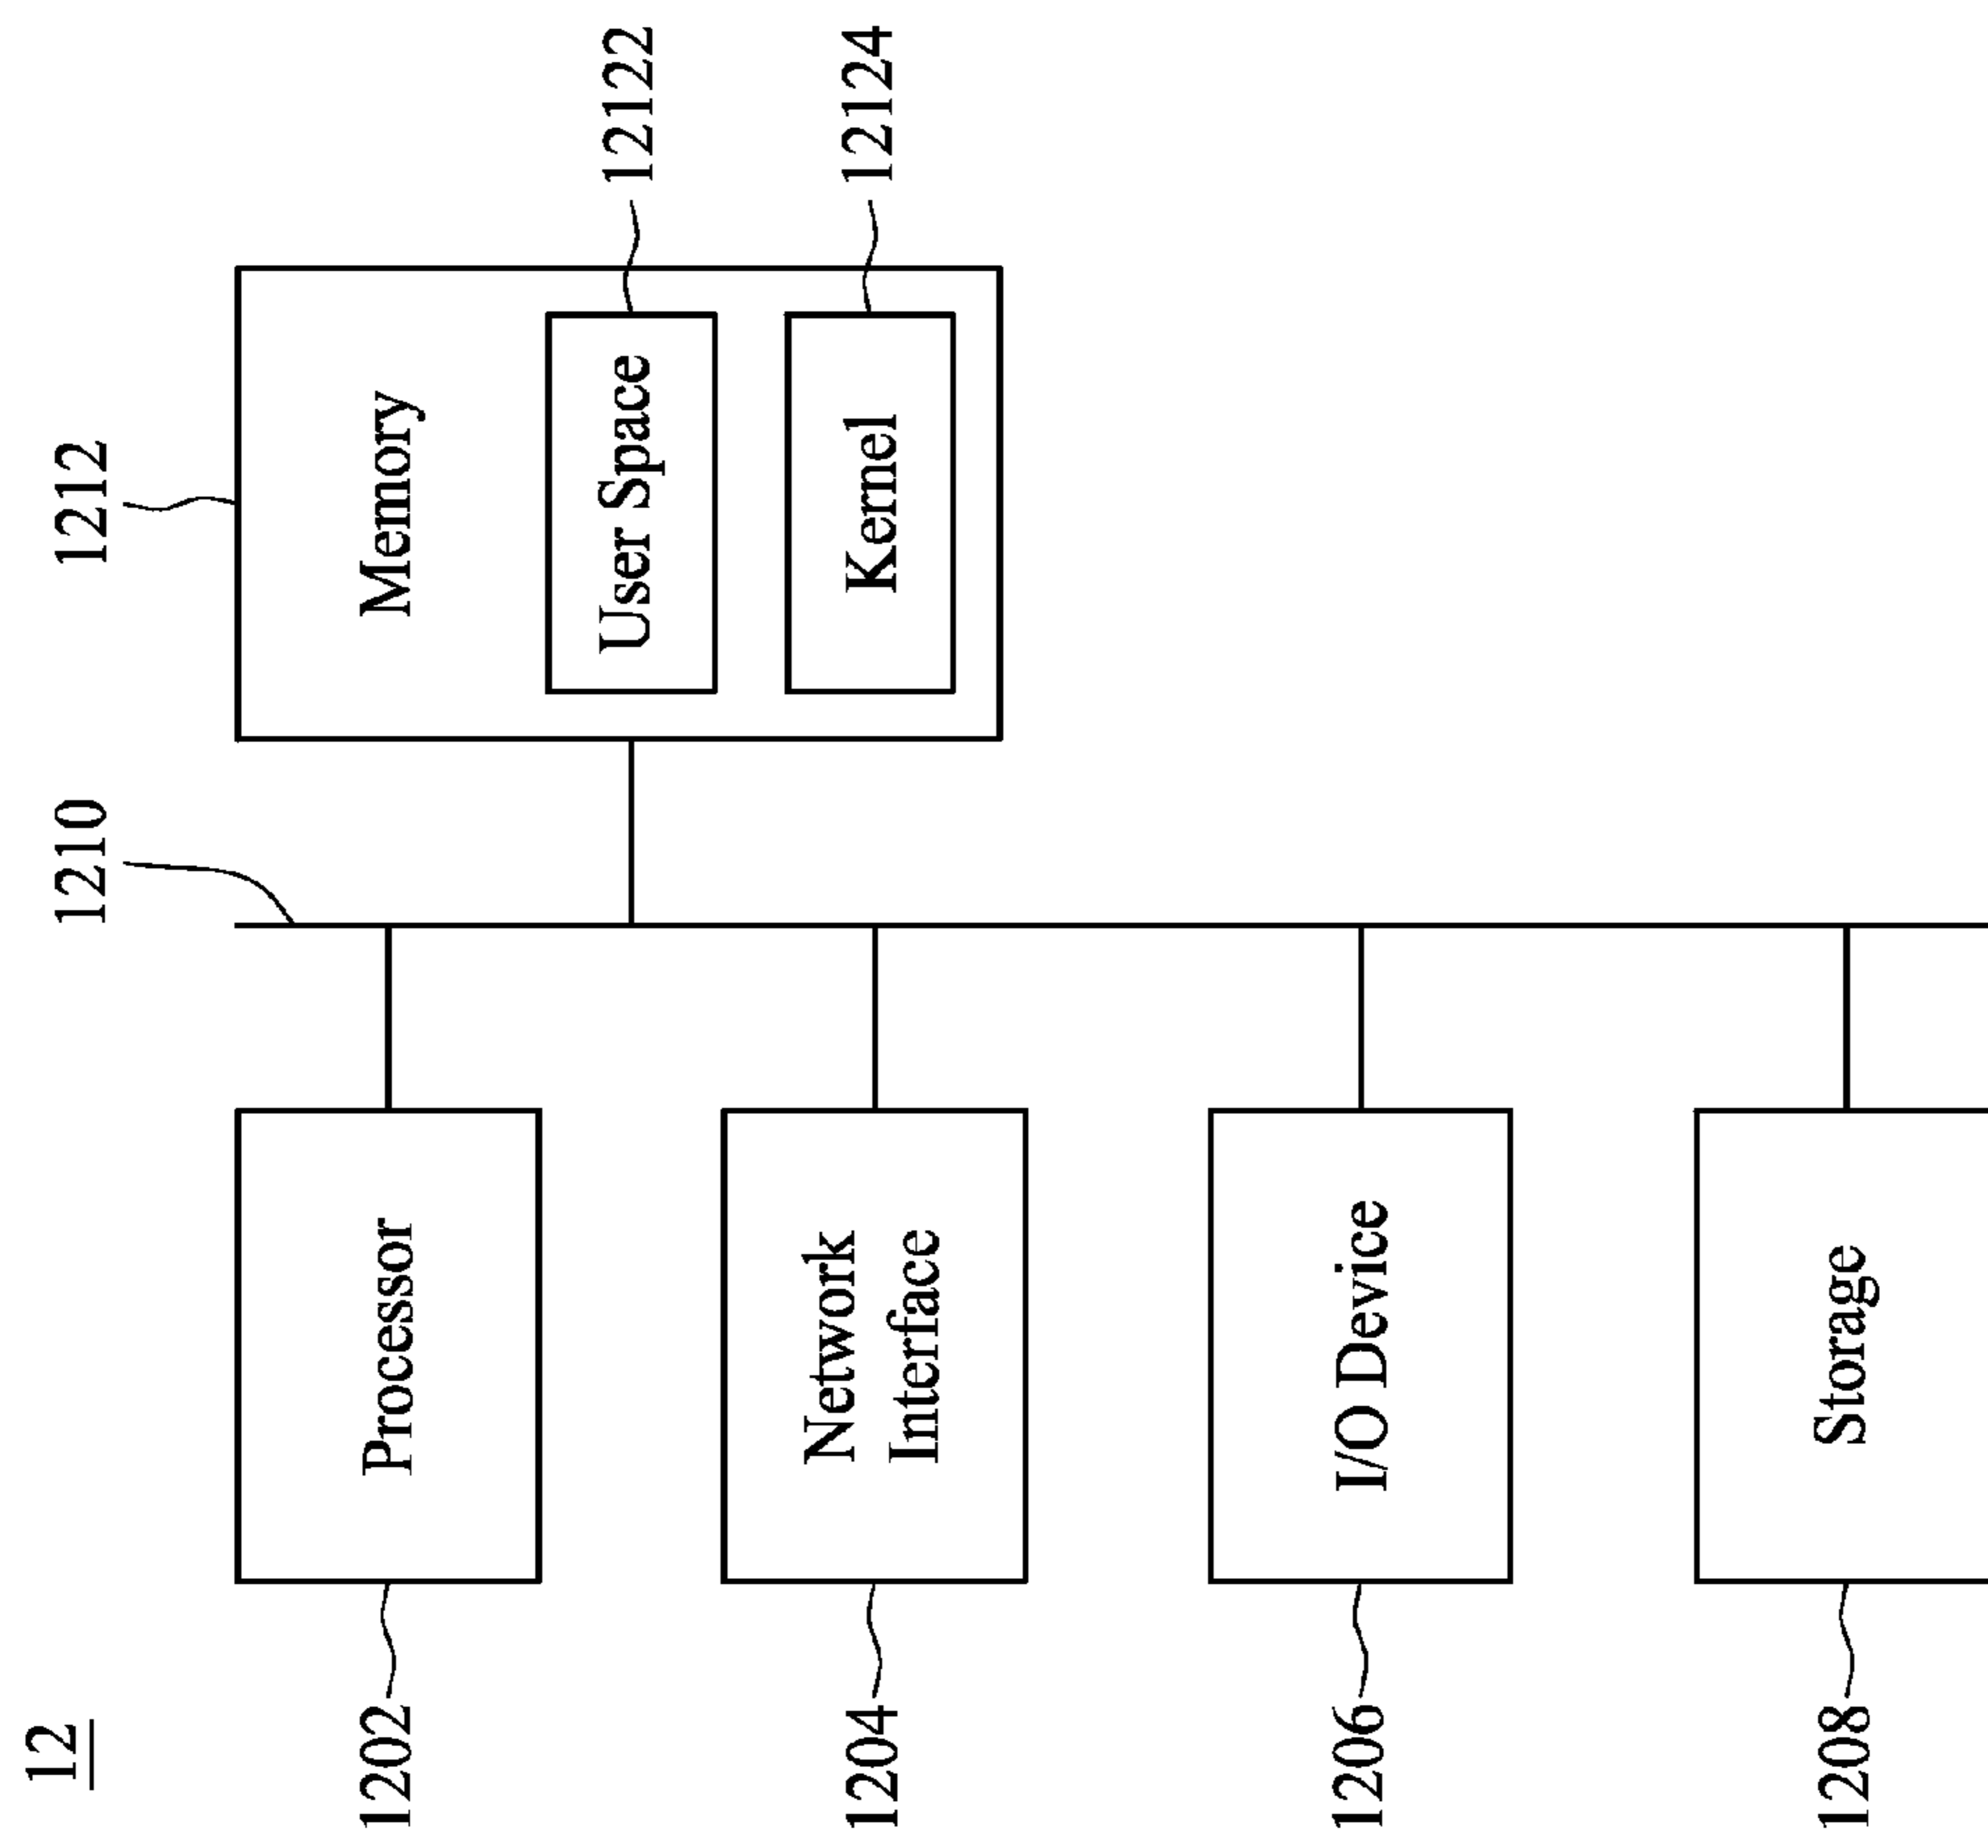 12
1202
Processor
1204
Network
Interface
1206
I/O Device
1208
Storage
1210
1212
Memory
User Space
12122
Kernel
12124